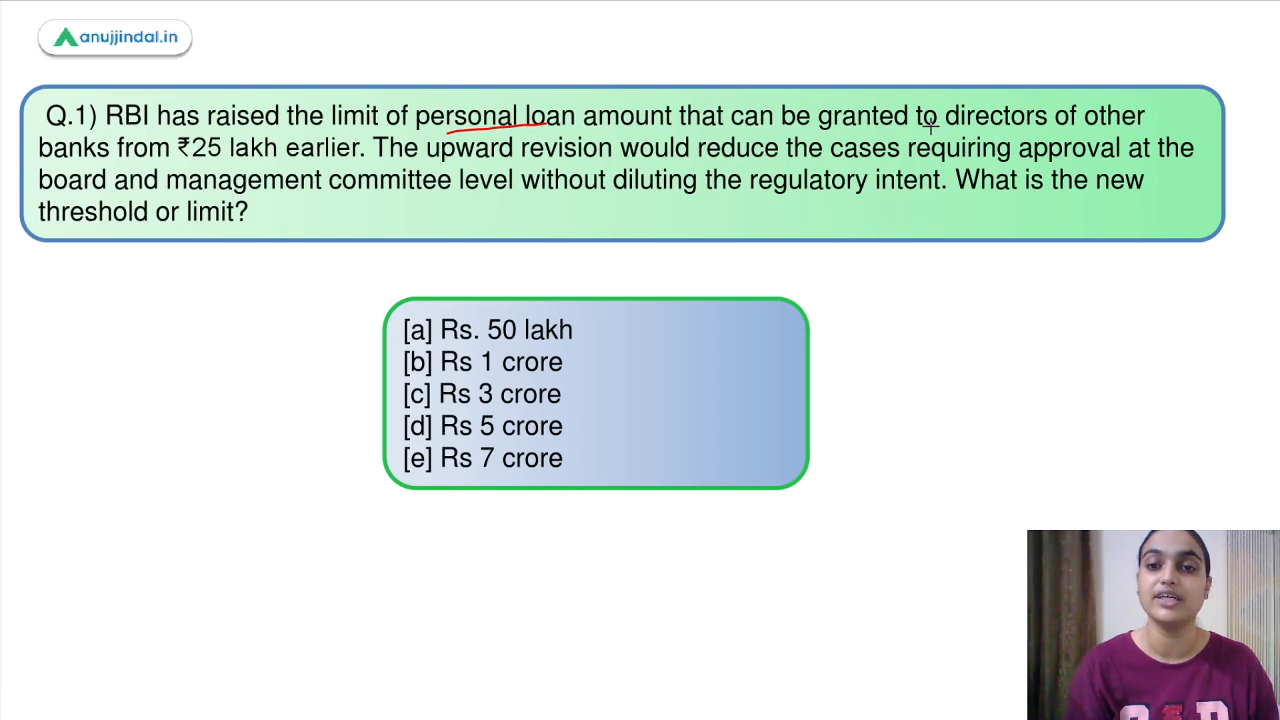 anujjindal.in
Q.1) RBI has raised the limit of personal loan amount that can be granted to directors of other
banks from ₹25 lakh earlier. The upward revision would reduce the cases requiring approval at the
board and management committee level without diluting the regulatory intent. What is the new
threshold or limit?
[a] Rs. 50 lakh
[b] Rs 1 crore
[c] Rs 3 crore
[d] Rs 5 crore
[e] Rs 7 crore